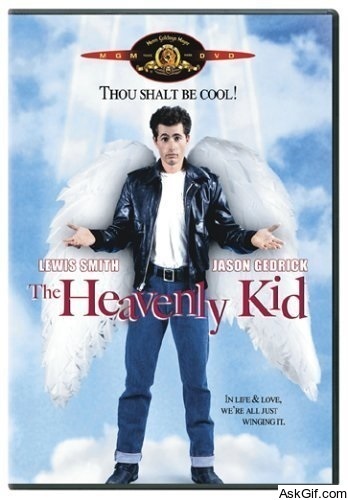 MGM DVD
THOU SHALT BE COOL!
LEWIS SMITH JASON GEDRICK
The Heavenly Kid
IN LIFE & LOVE,
WE'RE ALL JUST
WINGING IT.
AskGif.com